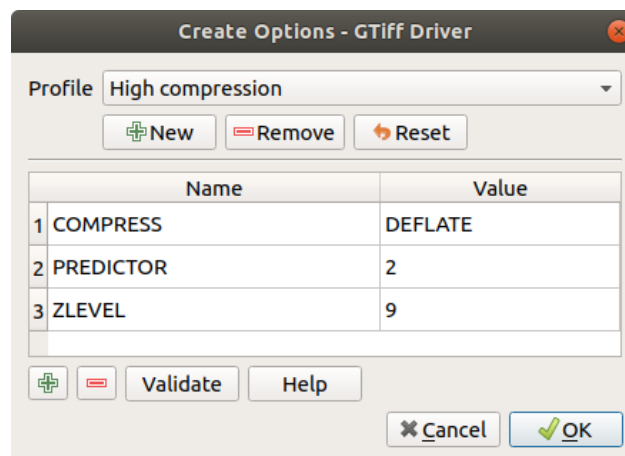 Create Options - GTiff Driver
Profile High compression
New Remove Reset
Name Value
1 COMPRESS DEFLATE
2 PREDICTOR 2
3 ZLEVEL 9
Validate Help
Cancel OK